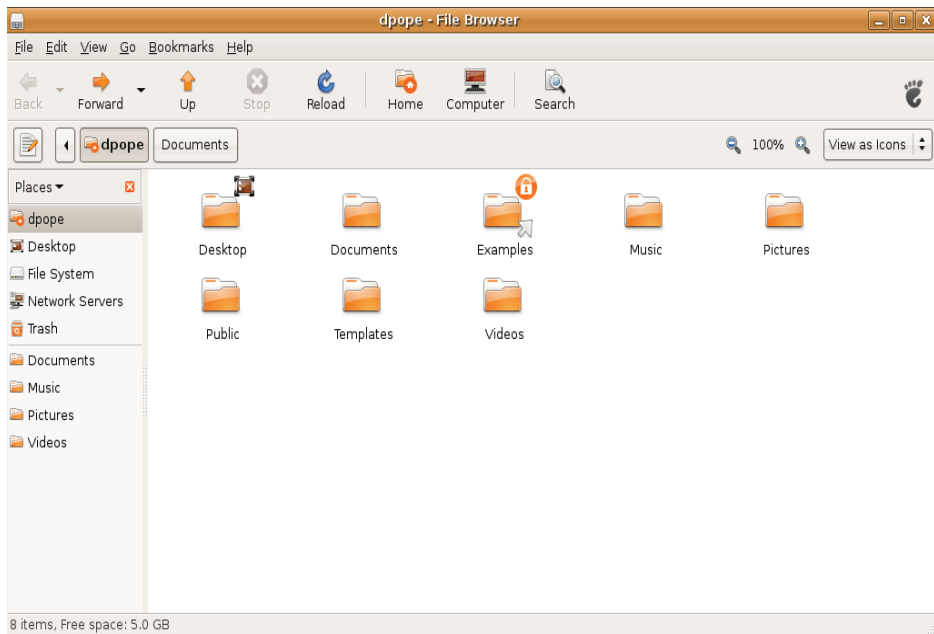 dpope - File Browser
File Edit View Go Bookmarks Help
Back Forward Up Stop Reload Home Computer Search
dpope Documents 100% View as Icons
Places
dpope
Desktop
File System
Network Servers
Trash
Documents
Music
Pictures
Videos
Desktop Documents Examples Music Pictures
Public Templates Videos
8 items, Free space: 5.0 GB